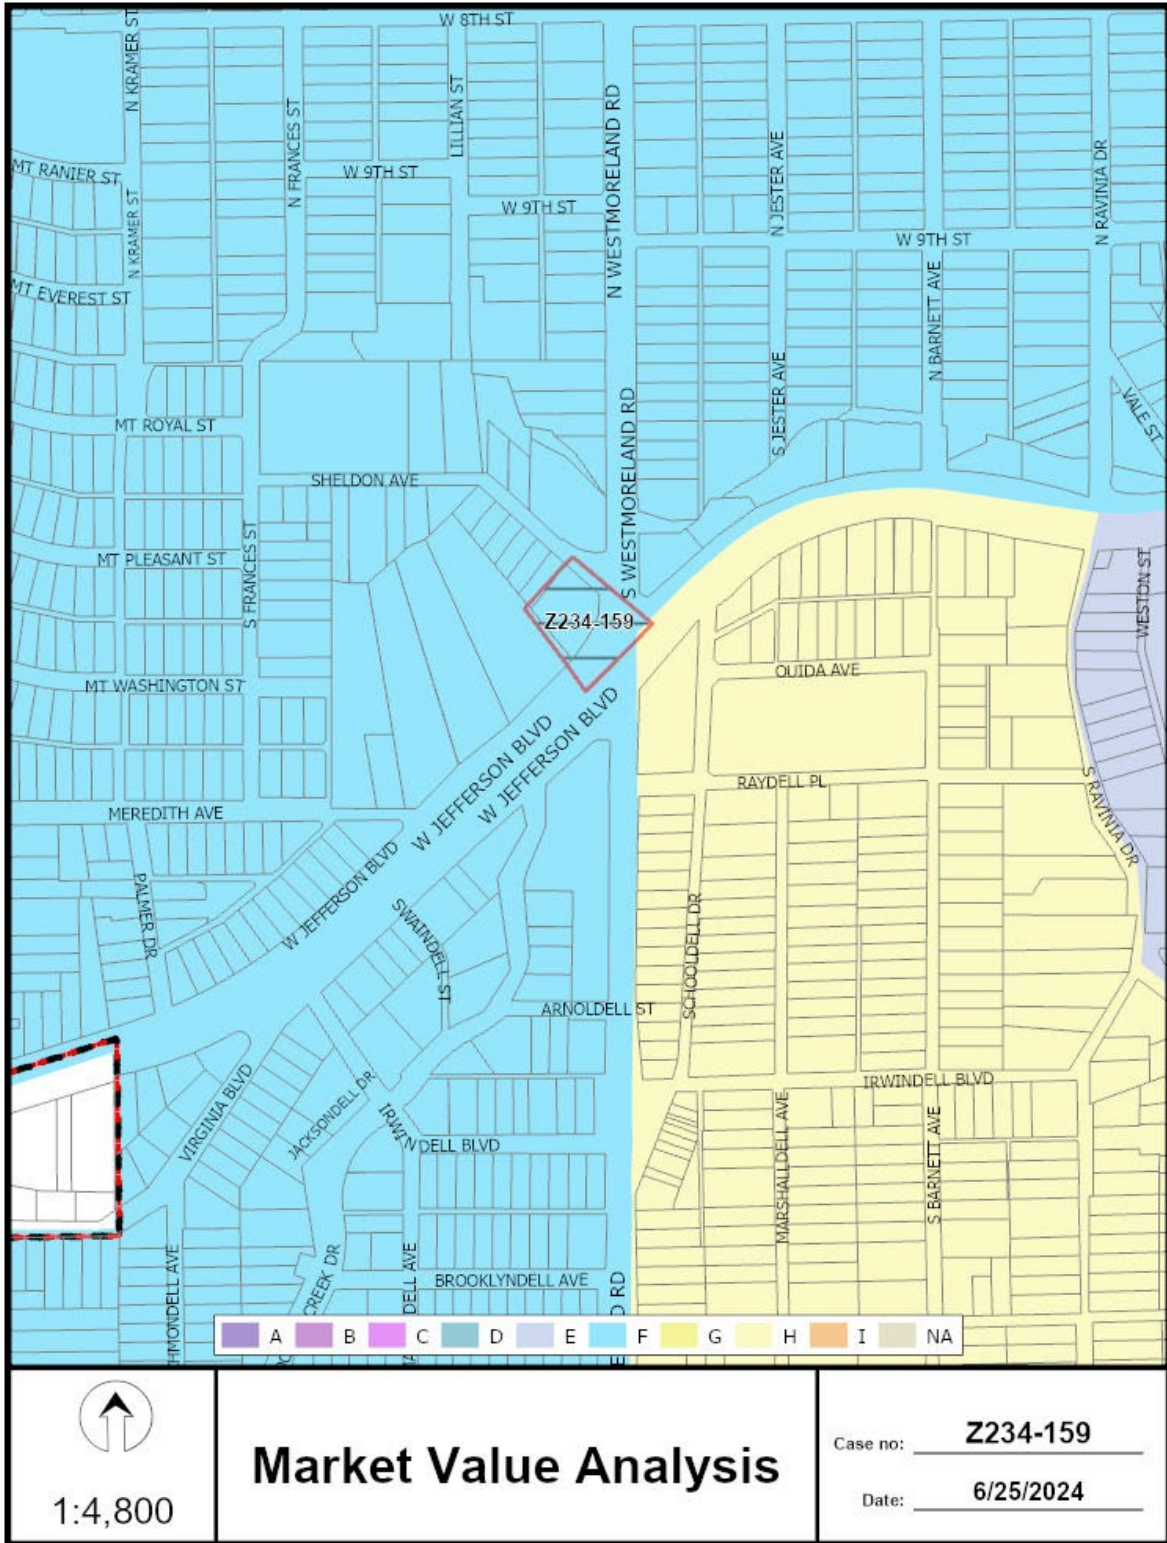 W 8TH ST
N KRAMER ST
LILLIAN ST
N FRANCES ST
N WESTMORELAND RD
N JESTER AVE
N RAVINIA DR
MT RANIER ST
W 9TH ST
W 9TH ST
W 9TH ST
N KRAMER ST
MT EVEREST ST
N BARNETT AVE
S JESTER AVE
VALE ST
MT ROYAL ST
S WESTMORELAND RD
SHELDON AVE
MT PLEASANT ST
S FRANCES ST
WESTON ST
Z234-159
OUIDA AVE
MT WASHINGTON ST
W JEFFERSON BLVD
W JEFFERSON BLVD
RAYDELL PL
S RAVINIA DR
MEREDITH AVE
PALMER DR
W JEFFERSON BLVD
SWAINDELL ST
SCHOOLDELL DR
ARNOLDELL ST
VIRGINIA BLVD
JACKSONDELL DR
IRWINDELL BLVD
IRWINDELL BLVD
MARSHALLDELL AVE
S BARNETT AVE
HMONDELL AVE
CREEK DR
DELL AVE
BROOKLYNDELL AVE
D RD
A B C D E F G H I NA
1:4,800
Market Value Analysis
Case no: Z234-159
Date: 6/25/2024